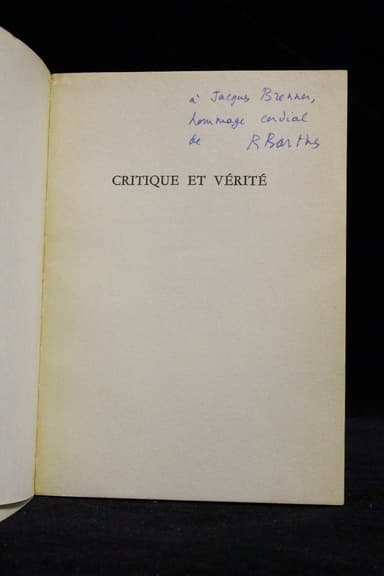 à Jacques Brenner,
hommage cordial
de R Barthes
CRITIQUE ET VÉRITÉ